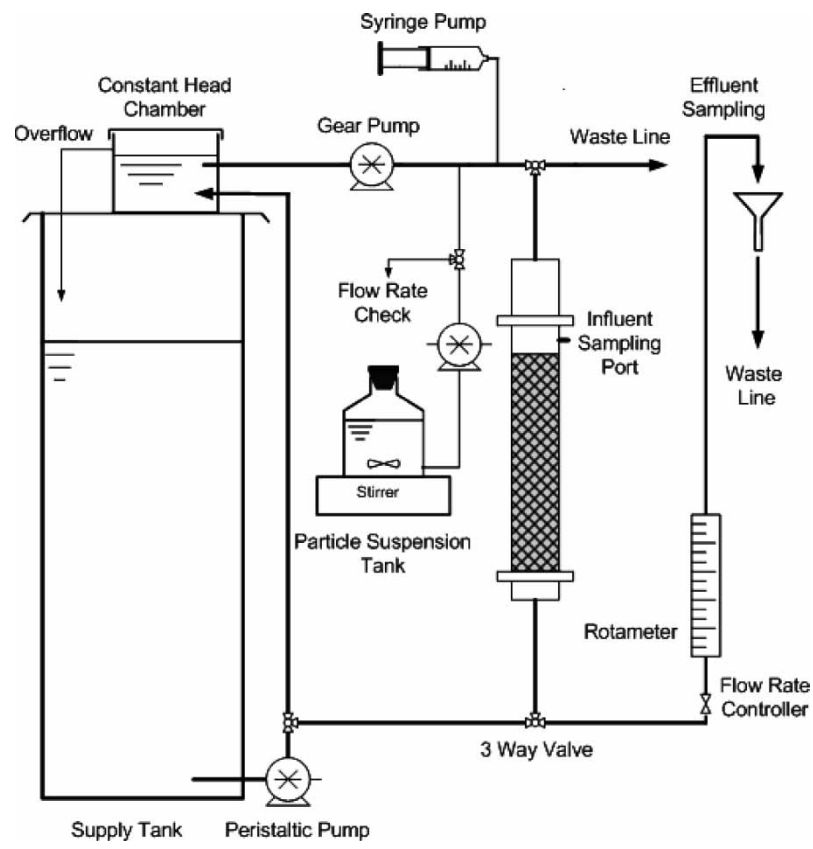 Syringe Pump
Constant Head
Chamber
Effluent
Sampling
Overflow
Gear Pump
Waste Line
Flow Rate
Check
Influent
Sampling
Port
Waste
Line
Stirrer
Particle Suspension
Tank
Rotameter
Flow Rate
Controller
3 Way Valve
Supply Tank
Peristaltic Pump